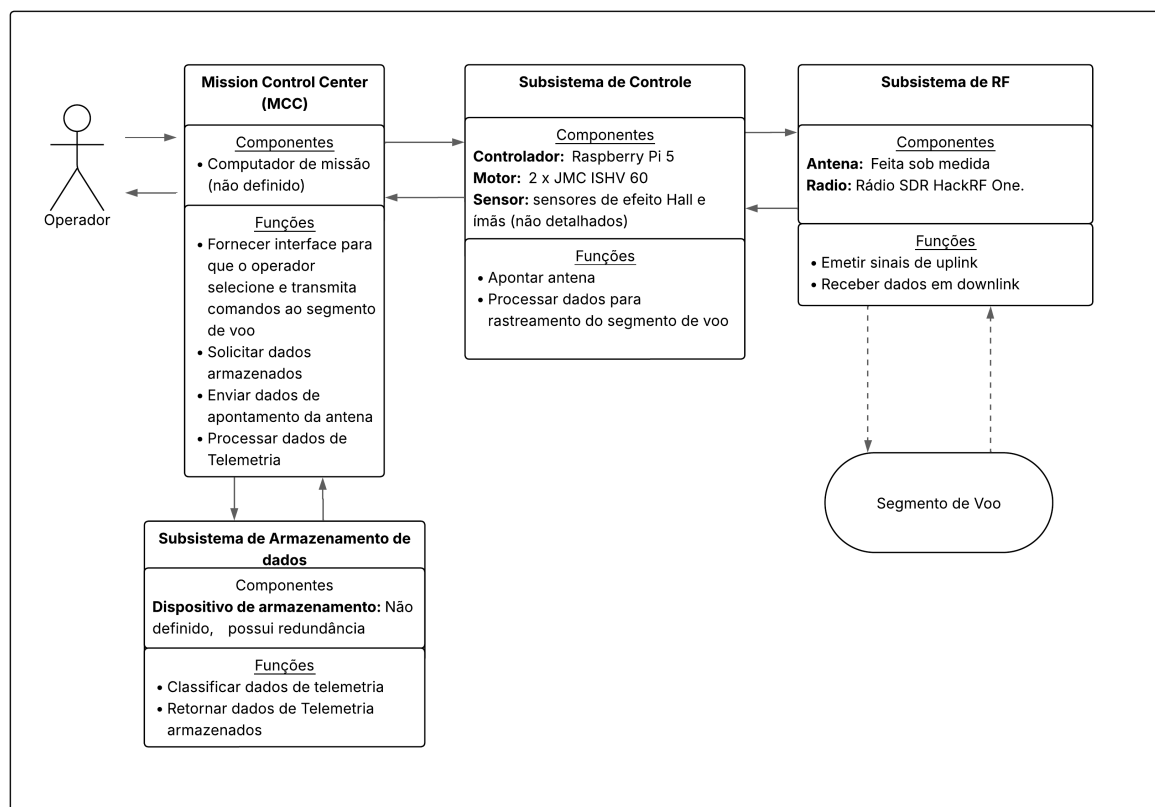 Operador
Mission Control Center
(MCC)
Componentes
• Computador de missão
(não definido)
Funções
• Fornecer interface para
que o operador
selecione e transmita
comandos ao segmento
de voo
• Solicitar dados
armazenados
• Enviar dados de
apontamento da antena
• Processar dados de
Telemetria
Subsistema de Controle
Componentes
Controlador: Raspberry Pi 5
Motor: 2 x JMC ISHV 60
Sensor: sensores de efeito Hall e
ímãs (não detalhados)
Funções
• Apontar antena
• Processar dados para
rastreamento do segmento de voo
Subsistema de RF
Componentes
Antena: Feita sob medida
Radio: Rádio SDR HackRF One.
Funções
• Emetir sinais de uplink
• Receber dados em downlink
Segmento de Voo
Subsistema de Armazenamento de
dados
Componentes
Dispositivo de armazenamento: Não
definido, possui redundância
Funções
• Classificar dados de telemetria
• Retornar dados de Telemetria
armazenados